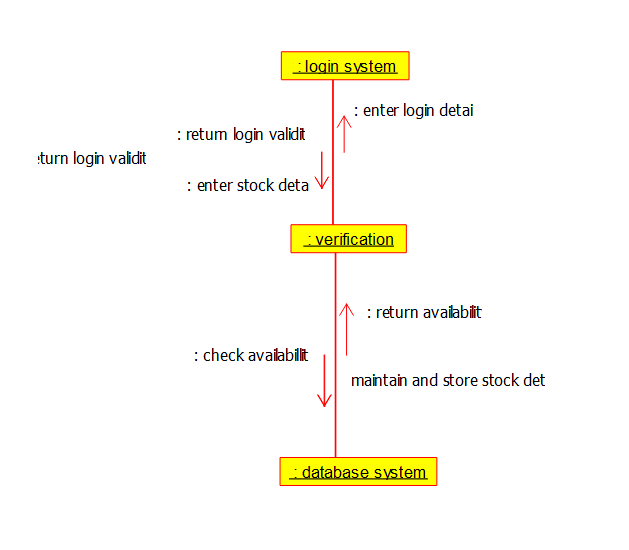 : login system
: enter login detai
: return login validit
eturn login validit
: enter stock deta
: verification
: return availabilit
: check availabilit
maintain and store stock det
: database system